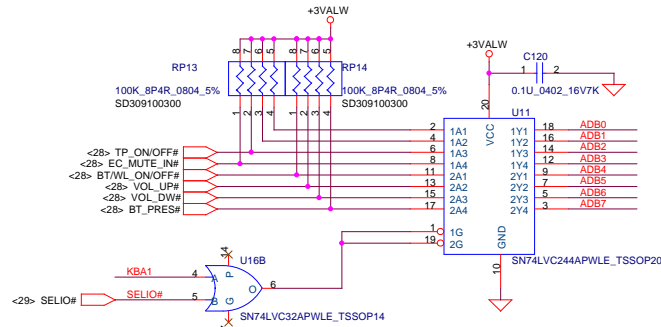 +3VALW
8 7 6 5 8 7 6 5
RP13 RP14
100K_8P4R_0804_5% 100K_8P4R_0804_5%
SD309100300 SD309100300
1 2 3 4 1 2 3 4
+3VALW
C120
1 2
0.1U_0402_16V7K
20 U11
VCC
2 1A1 1Y1 18 ADB0
4 1A2 1Y2 16 ADB1
<28> TP_ON/OFF# 6 1A3 1Y3 14 ADB2
<28> EC_MUTE_IN# 8 1A4 1Y4 12 ADB3
<28> BT/WL_ON/OFF# 11 2A1 2Y1 9 ADB4
<28> VOL_UP# 13 2A2 2Y2 7 ADB5
<28> VOL_DW# 15 2A3 2Y3 5 ADB6
<28> BT_PRES# 17 2A4 2Y4 3 ADB7
1 1G
19 2G
GND
10
SN74LVC244APWLE_TSSOP20
14 U16B
KBA1 4 A P
O 6
<29> SELIO# SELIO# 5 B G
SN74LVC32APWLE_TSSOP14